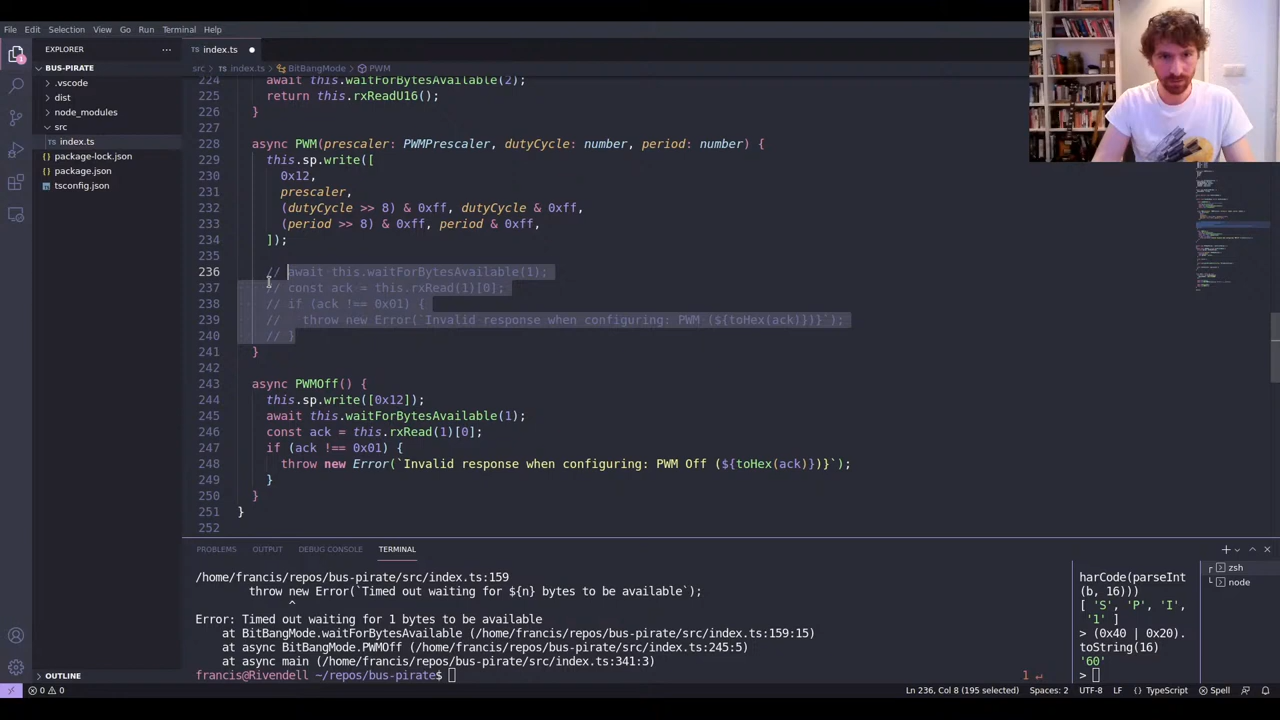 File Edit Selection View Go Run Terminal Help
EXPLORER
BUS-PIRATE
.vscode
dist
node_modules
src
TS index.ts
package-lock.json
package.json
tsconfig.json
OUTLINE
TS index.ts
src > TS index.ts > BitBangMode > PWM
224 await this.waitForBytesAvailable(2);
225 return this.rxReadU16();
226 }
227
228 async PWM(prescaler: PWMPrescaler, dutyCycle: number, period: number) {
229 this.sp.write([
230 0x12,
231 prescaler,
232 (dutyCycle >> 8) & 0xff, dutyCycle & 0xff,
233 (period >> 8) & 0xff, period & 0xff,
234 ]);
235
236 // await this.waitForBytesAvailable(1);
237 // const ack = this.rxRead(1)[0];
238 // if (ack !== 0x01) {
239 // throw new Error(`Invalid response when configuring: PWM (${toHex(ack)})}`);
240 // }
241 }
242
243 async PWMOff() {
244 this.sp.write([0x12]);
245 await this.waitForBytesAvailable(1);
246 const ack = this.rxRead(1)[0];
247 if (ack !== 0x01) {
248 throw new Error(`Invalid response when configuring: PWM Off (${toHex(ack)})}`);
249 }
250 }
251 }
252
PROBLEMS OUTPUT DEBUG CONSOLE TERMINAL
/home/francis/repos/bus-pirate/src/index.ts:159
throw new Error(`Timed out waiting for ${n} bytes to be available`);
^
Error: Timed out waiting for 1 bytes to be available
at BitBangMode.waitForBytesAvailable (/home/francis/repos/bus-pirate/src/index.ts:159:15)
at async BitBangMode.PWMOff (/home/francis/repos/bus-pirate/src/index.ts:245:5)
at async main (/home/francis/repos/bus-pirate/src/index.ts:341:3)
francis@Rivendell ~/repos/bus-pirate$ 1 ↵
harCode(parseInt
(b, 16)))
[ 'S', 'P', 'I',
'1' ]
> (0x40 | 0x20).
toString(16)
'60'
>
zsh
node
0 0 Ln 236, Col 8 (195 selected) Spaces: 2 UTF-8 LF TypeScript Spell